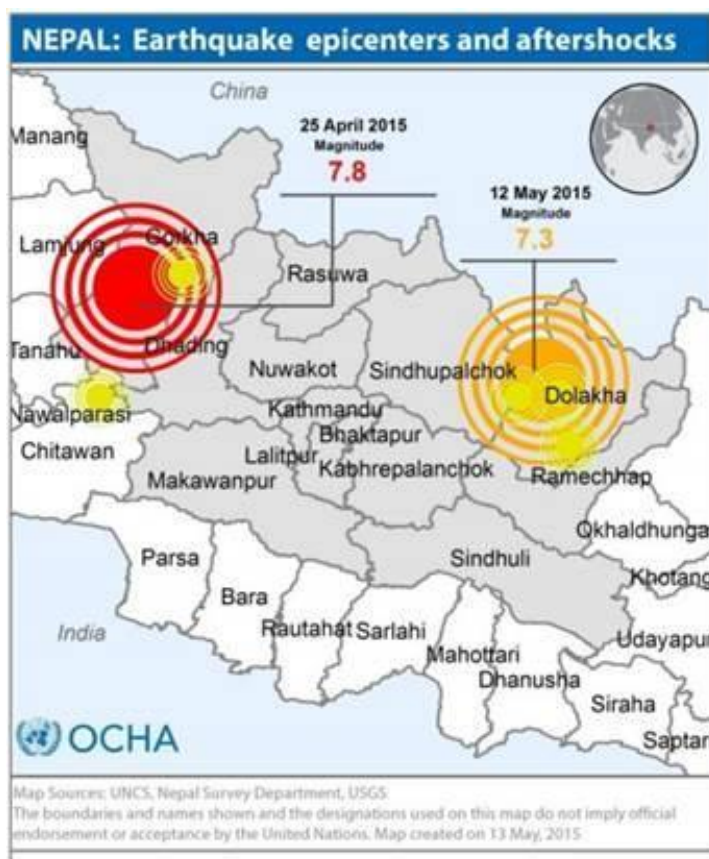 NEPAL: Earthquake epicenters and aftershocks
China
Manang
25 April 2015
Magnitude
7.8
12 May 2015
Magnitude
7.3
Lamjung
Gorkha
Rasuwa
Tanahu
Dhading
Nuwakot
Sindhupalchok
Dolakha
Nawalparasi
Kathmandu
Chitawan
Bhaktapur
Lalitpur
Kabhrepalanchok
Makawanpur
Ramechhap
Okhaldhunga
Parsa
Sindhuli
Khotang
Bara
India
Rautahat
Sarlahi
Udayapur
Mahottari
Dhanusha
Siraha
Saptar
OCHA
Map Sources: UNCS, Nepal Survey Department, USGS
The boundaries and names shown and the designations used on this map do not imply official
endorsement or acceptance by the United Nations. Map created on 13 May, 2015